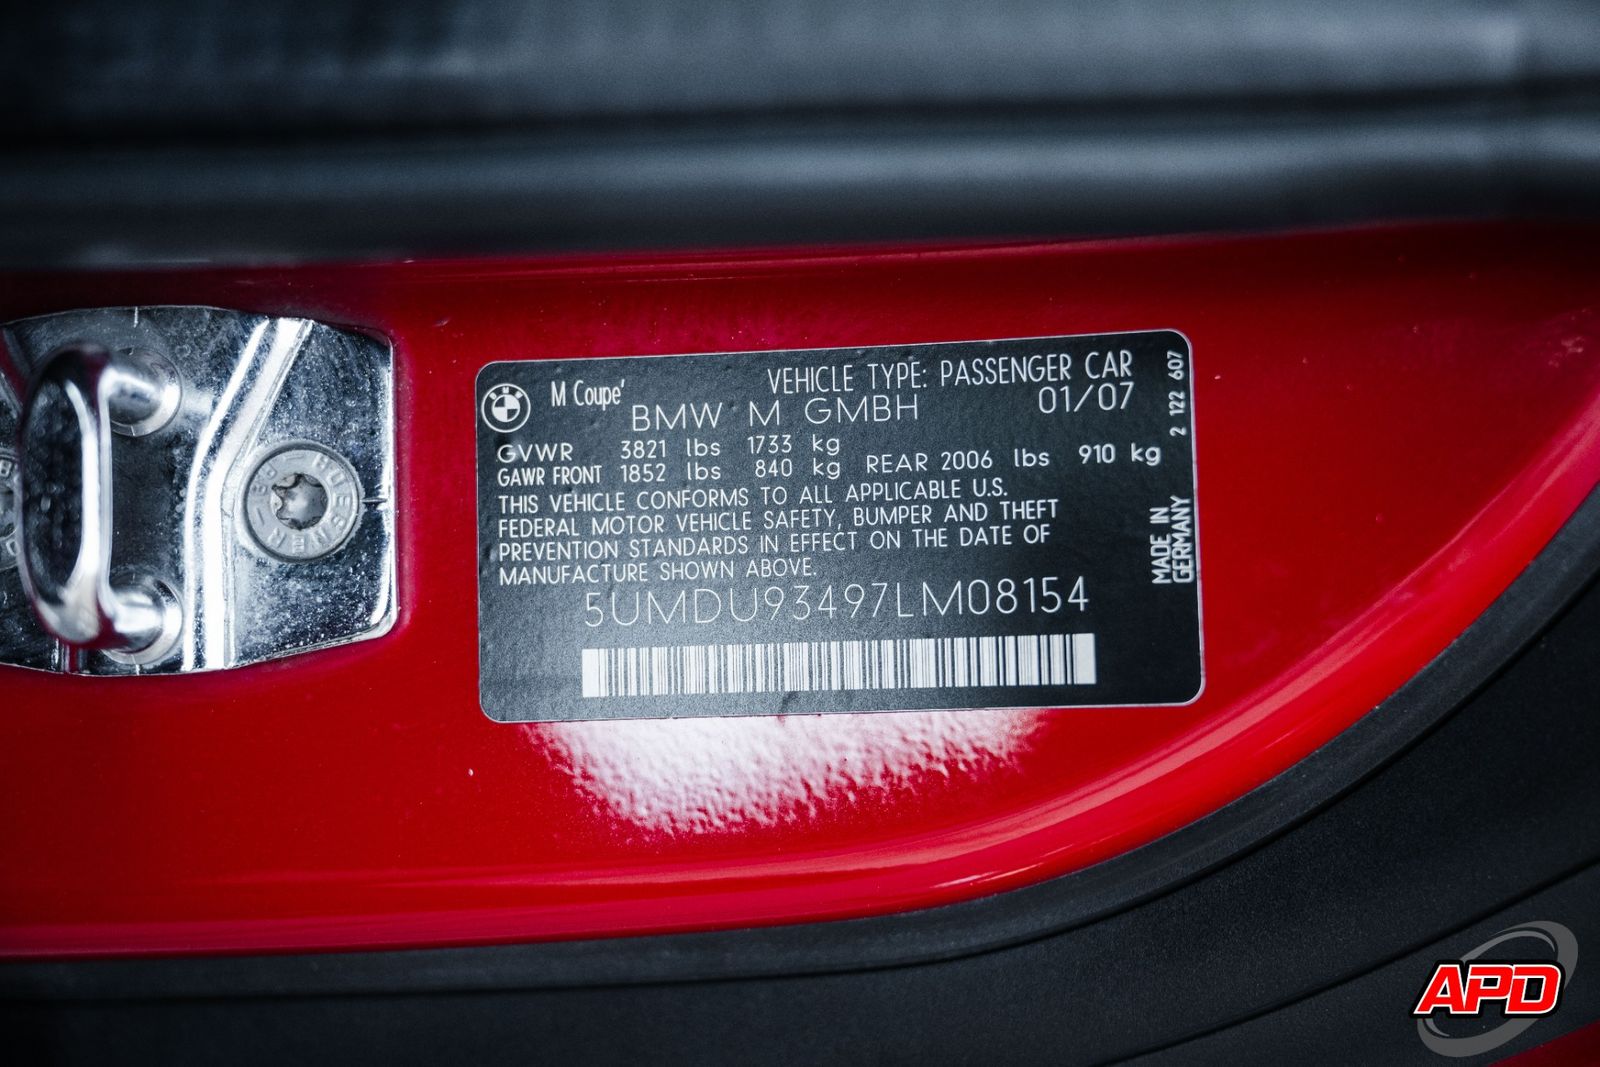 BMW
M Coupe'
VEHICLE TYPE: PASSENGER CAR
BMW M GMBH 01/07
GVWR 3821 lbs 1733 kg
GAWR FRONT 1852 lbs 840 kg REAR 2006 lbs 910 kg
THIS VEHICLE CONFORMS TO ALL APPLICABLE U.S.
FEDERAL MOTOR VEHICLE SAFETY, BUMPER AND THEFT
PREVENTION STANDARDS IN EFFECT ON THE DATE OF
MANUFACTURE SHOWN ABOVE.
5UMDU93497LM08154
2 122 607
MADE IN
GERMANY
APD